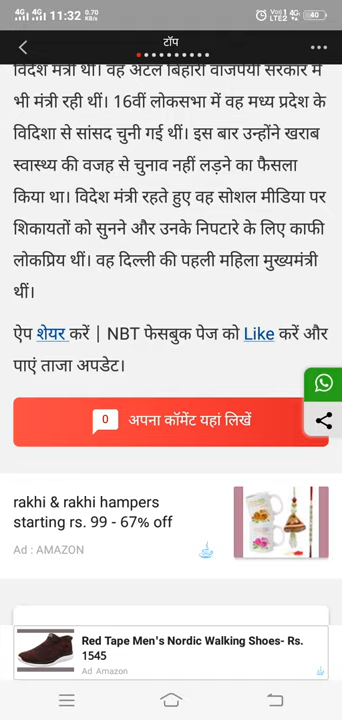 4G 4G 11:32 0.70 KB/s Vo) 1 4G LTE2 40
टॉप
विदेश मंत्री थीं। वह अटल बिहारी वाजपेयी सरकार में
भी मंत्री रही थीं। 16वीं लोकसभा में वह मध्य प्रदेश के
विदिशा से सांसद चुनी गई थीं। इस बार उन्होंने खराब
स्वास्थ्य की वजह से चुनाव नहीं लड़ने का फैसला
किया था। विदेश मंत्री रहते हुए वह सोशल मीडिया पर
शिकायतों को सुनने और उनके निपटारे के लिए काफी
लोकप्रिय थीं। वह दिल्ली की पहली महिला मुख्यमंत्री
थीं।
ऐप शेयर करें | NBT फेसबुक पेज को Like करें और
पाएं ताजा अपडेट।
0 अपना कॉमेंट यहां लिखें
rakhi & rakhi hampers
starting rs. 99 - 67% off
Ad : AMAZON
Red Tape Men's Nordic Walking Shoes- Rs.
1545
Ad Amazon